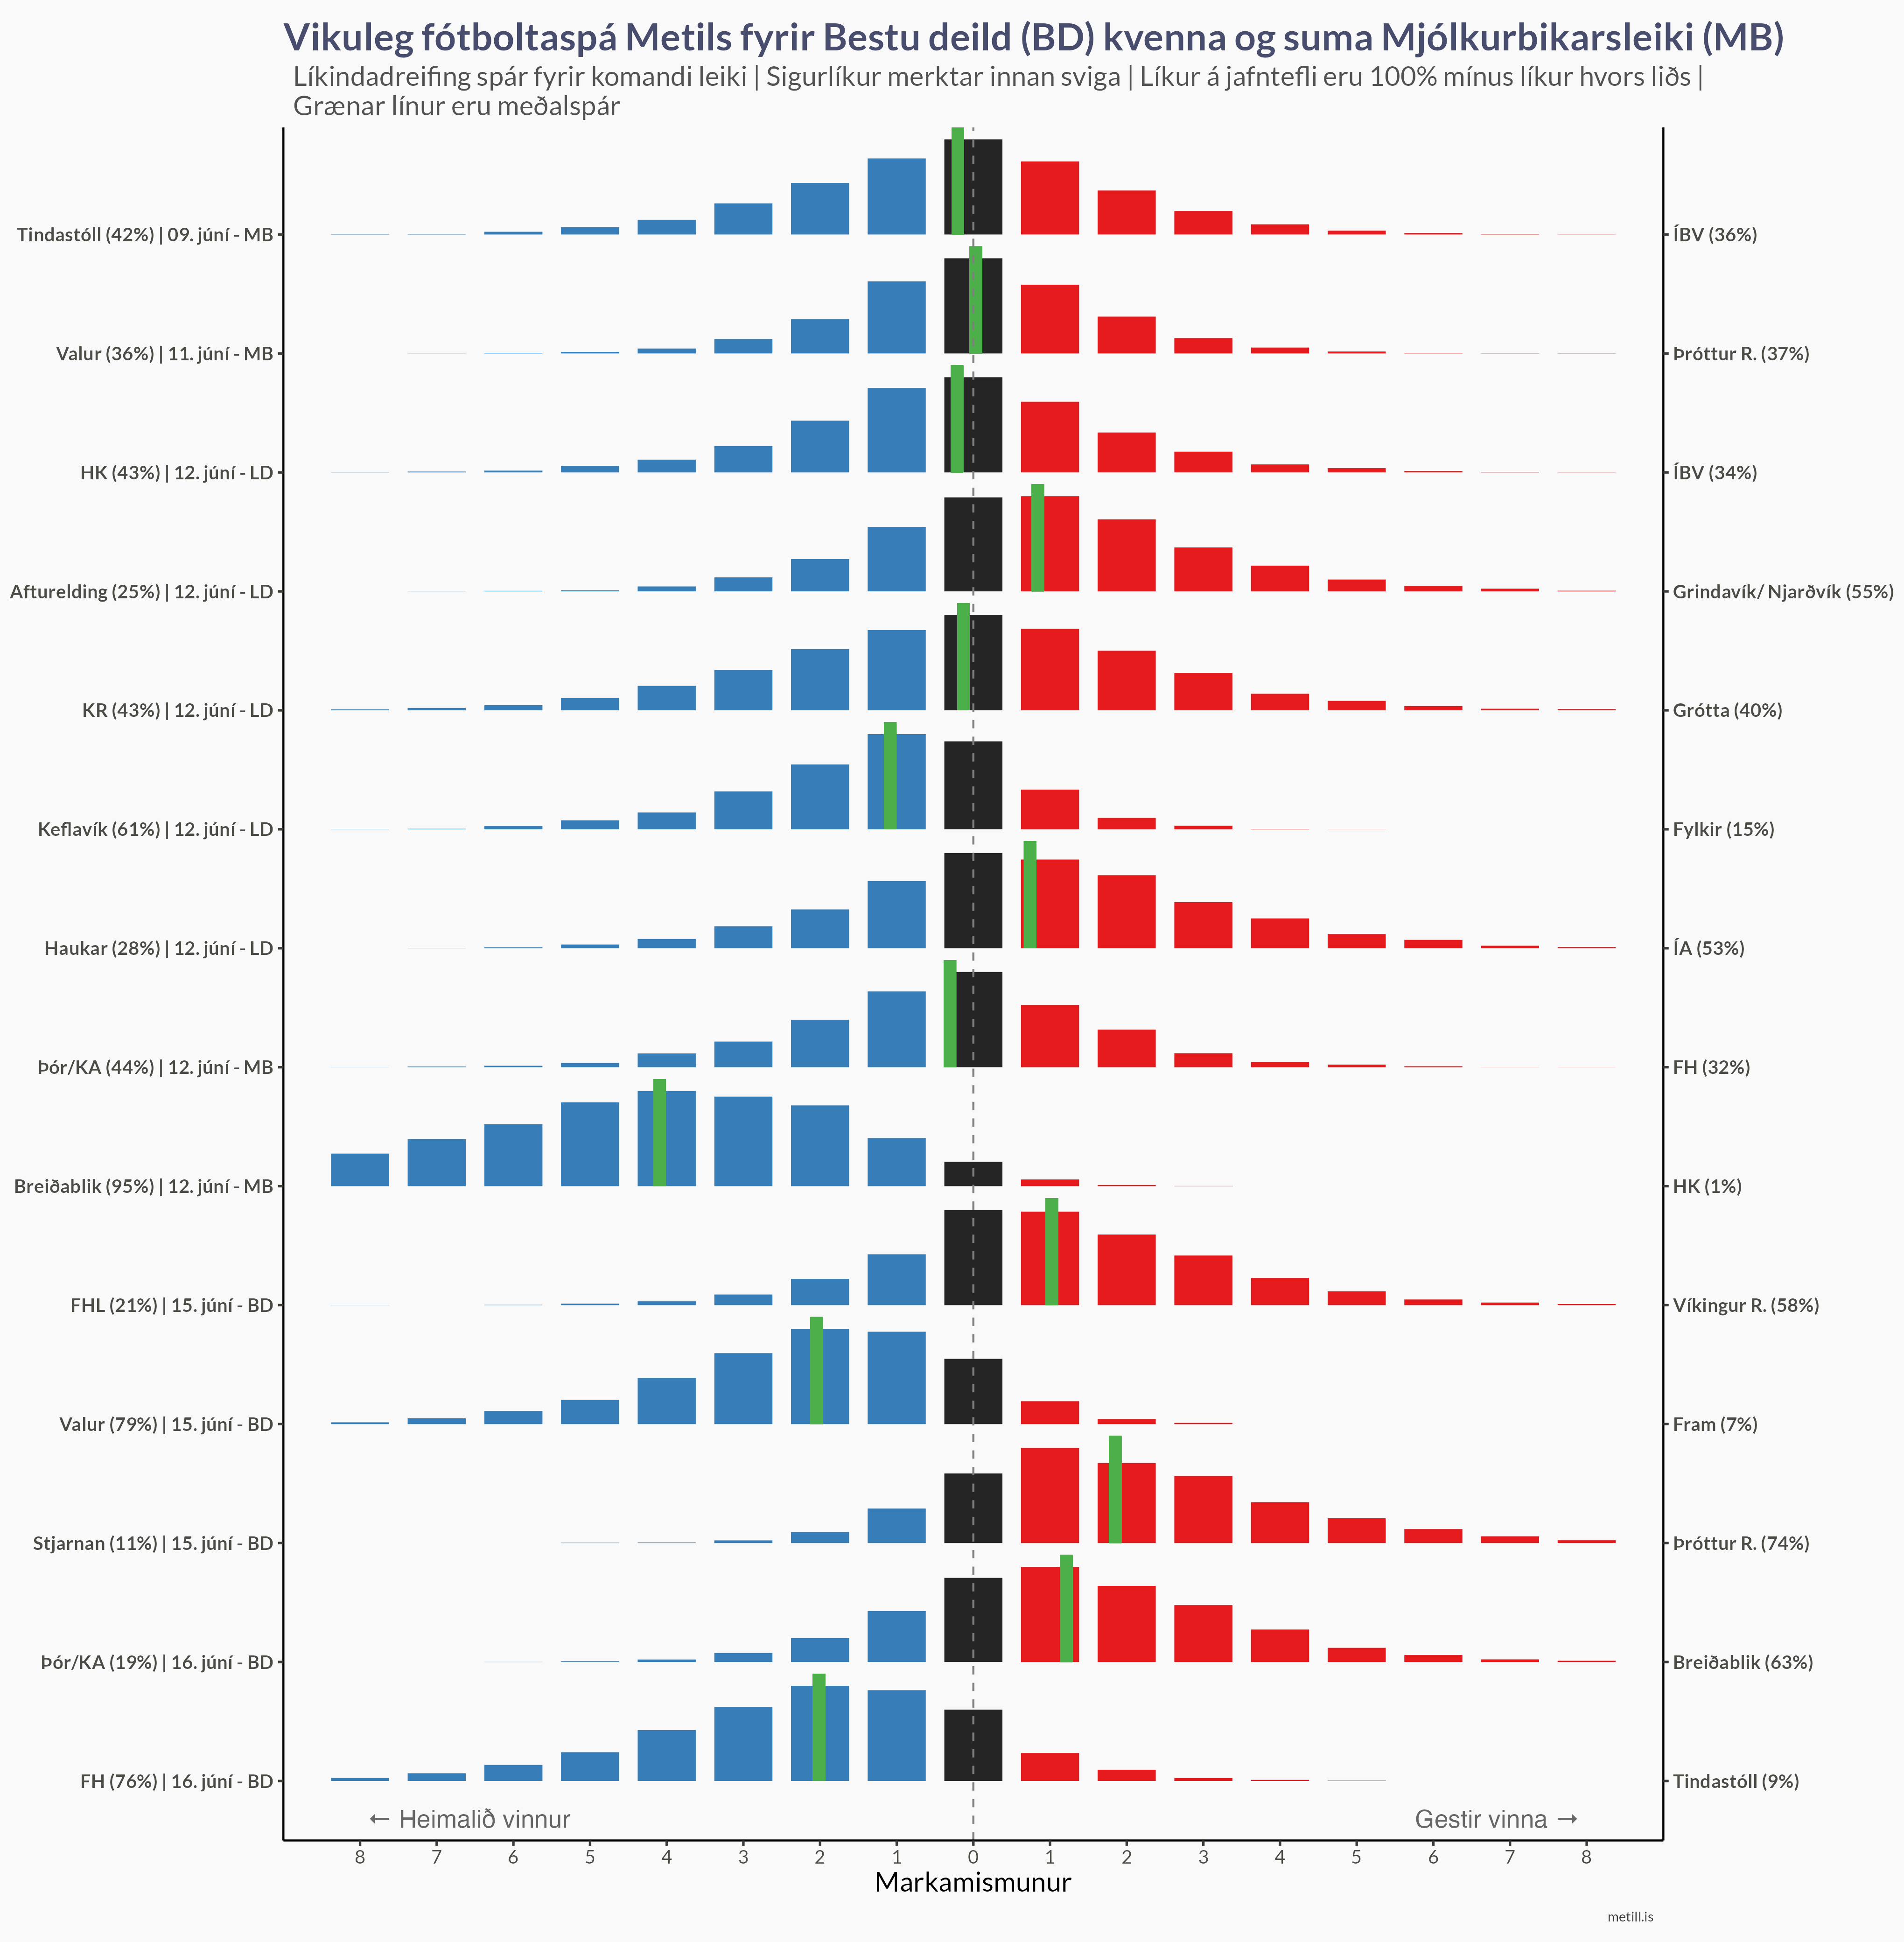 Vikuleg fótboltaspá Metils fyrir Bestu deild (BD) kvenna og suma Mjólkurbikarsleiki (MB)
Líkindadreifing spár fyrir komandi leiki | Sigurlíkur merktar innan sviga | Líkur á jafntefli eru 100% mínus líkur hvors liðs |
Grænar línur eru meðalspár
Tindastóll (42%) | 09. júní - MB ÍBV (36%)
Valur (36%) | 11. júní - MB Þróttur R. (37%)
HK (43%) | 12. júní - LD ÍBV (34%)
Afturelding (25%) | 12. júní - LD Grindavík/ Njarðvík (55%)
KR (43%) | 12. júní - LD Grótta (40%)
Keflavík (61%) | 12. júní - LD Fylkir (15%)
Haukar (28%) | 12. júní - LD ÍA (53%)
Þór/KA (44%) | 12. júní - MB FH (32%)
Breiðablik (95%) | 12. júní - MB HK (1%)
FHL (21%) | 15. júní - BD Víkingur R. (58%)
Valur (79%) | 15. júní - BD Fram (7%)
Stjarnan (11%) | 15. júní - BD Þróttur R. (74%)
Þór/KA (19%) | 16. júní - BD Breiðablik (63%)
FH (76%) | 16. júní - BD Tindastóll (9%)
← Heimalið vinnur Gestir vinna →
8 7 6 5 4 3 2 1 0 1 2 3 4 5 6 7 8
Markamismunur
metill.is